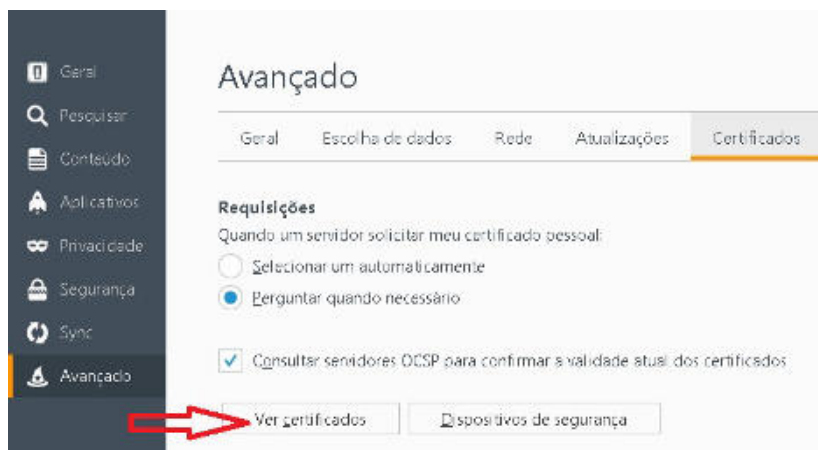 Geral
Pesquisar
Conteúdo
Aplicativos
Privacidade
Segurança
Sync
Avançado
Avançado
Geral Escolha de dados Rede Atualizações Certificados
Requisições
Quando um servidor solicitar meu certificado pessoal:
Selecionar um automaticamente
Perguntar quando necessário
Consultar servidores OCSP para confirmar a validade atual dos certificados
Ver certificados Dispositivos de segurança